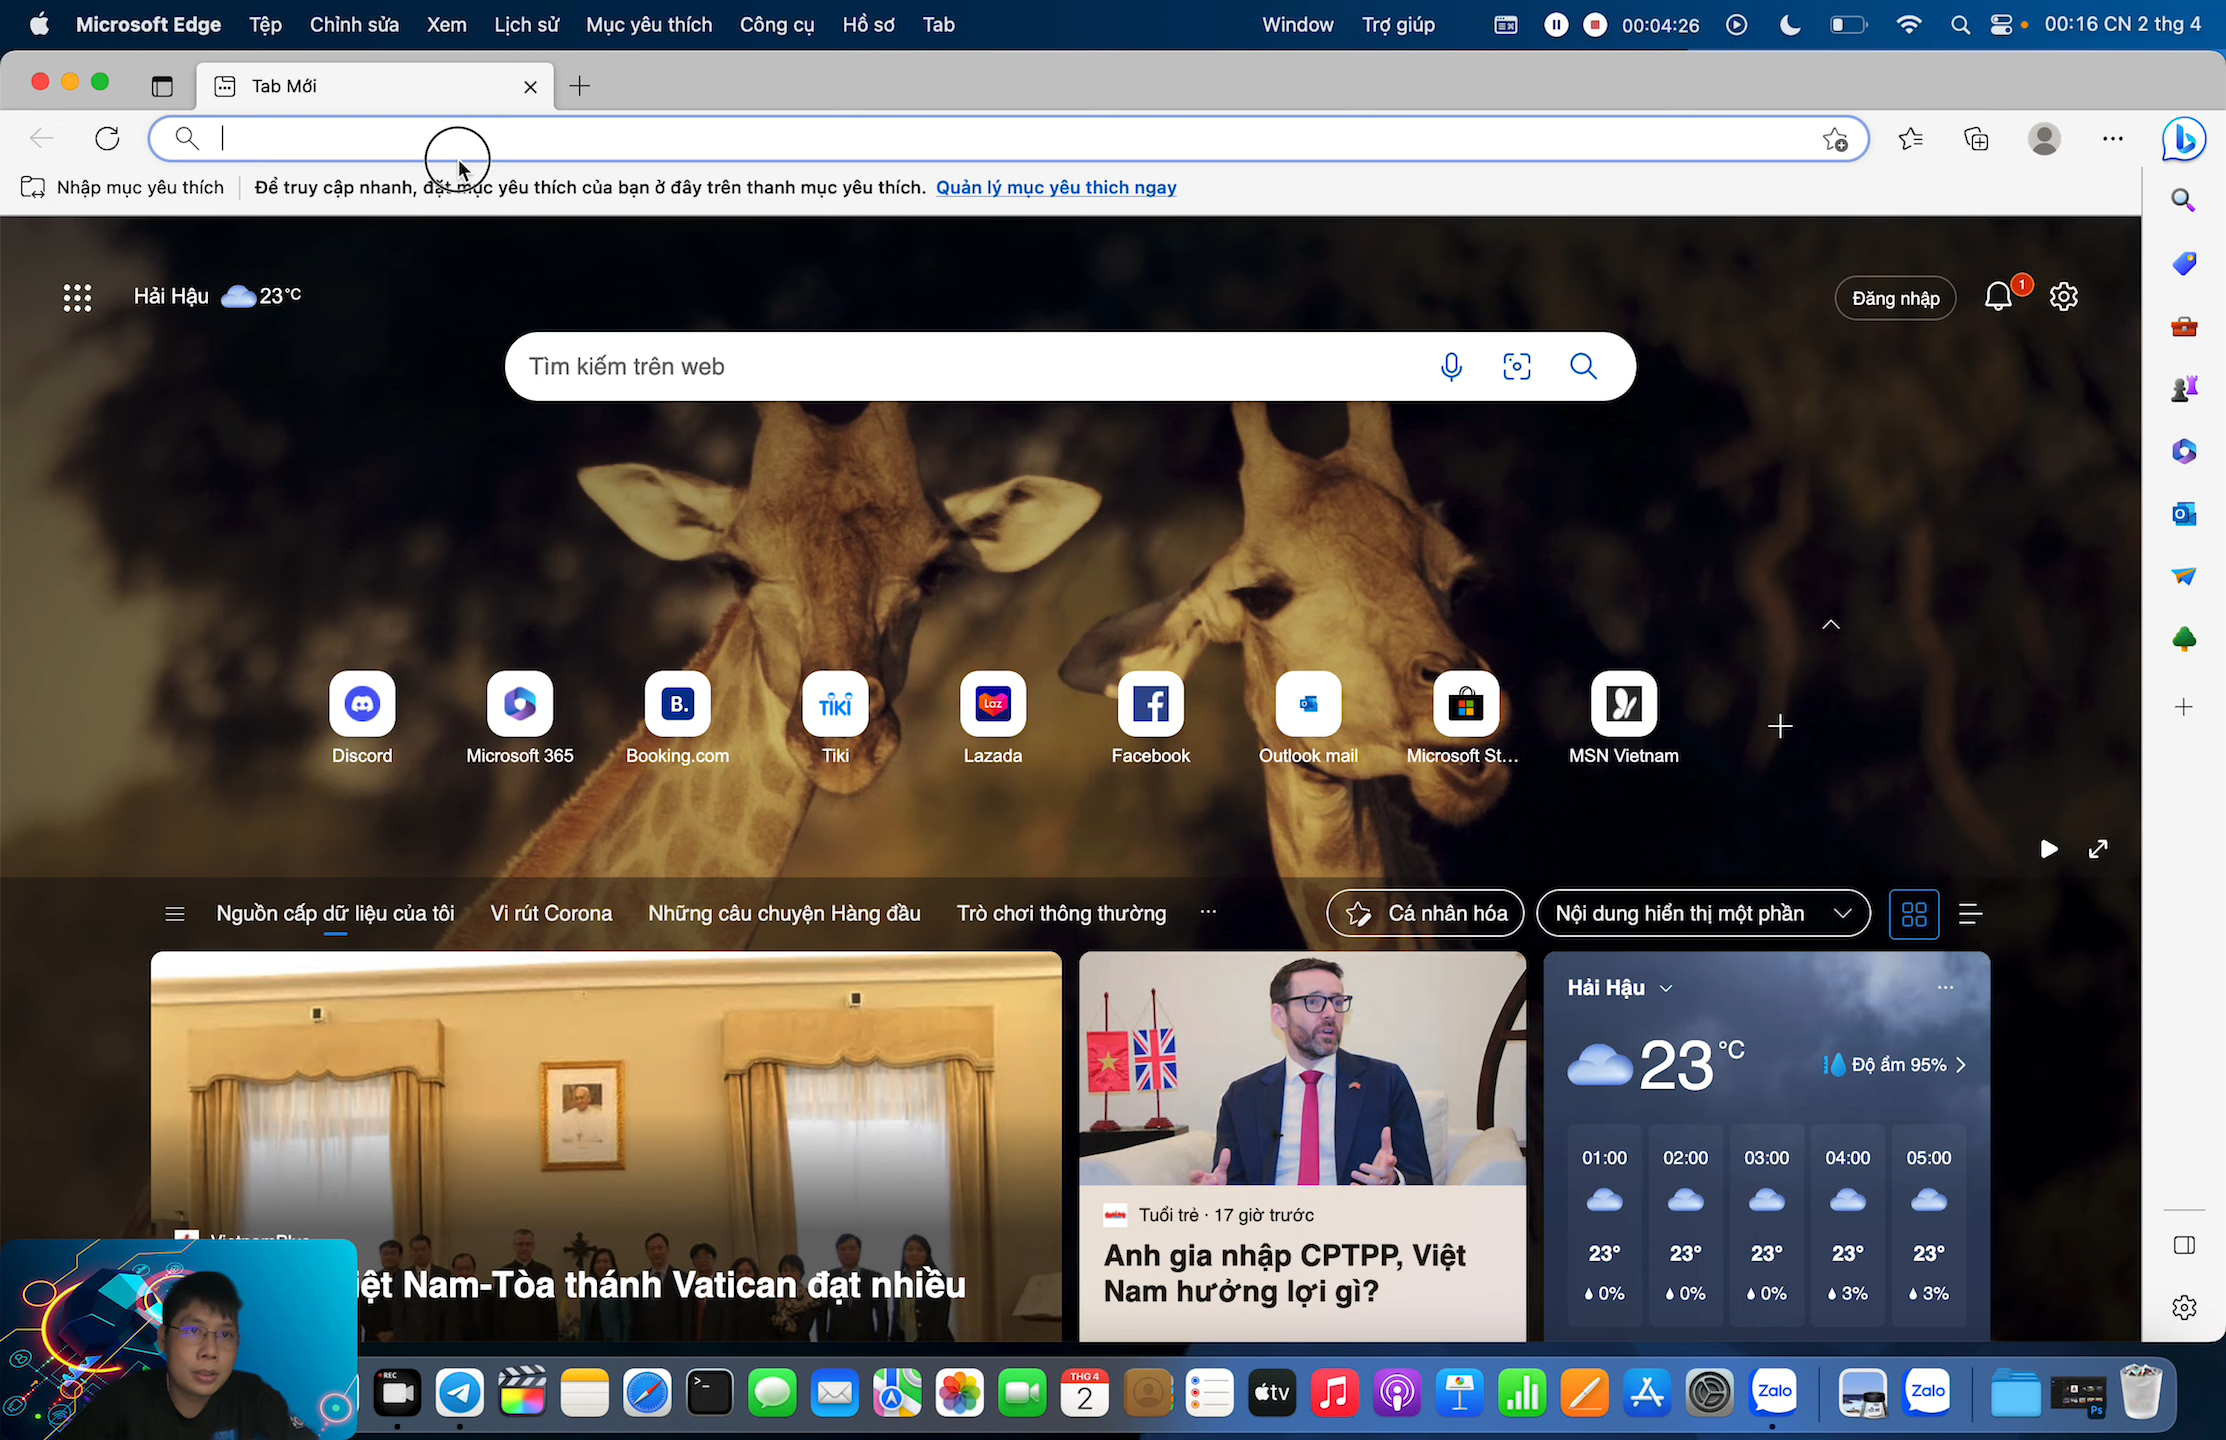 Microsoft Edge Tệp Chỉnh sửa Xem Lịch sử Mục yêu thích Công cụ Hồ sơ Tab Window Trợ giúp 00:04:26 00:16 CN 2 thg 4
Tab Mới
Nhập mục yêu thích Để truy cập nhanh, đặt mục yêu thích của bạn ở đây trên thanh mục yêu thích. Quản lý mục yêu thích ngay
Hải Hậu 23°C Đăng nhập 1
Tìm kiếm trên web
B. TiKi Laz
Discord Microsoft 365 Booking.com Tiki Lazada Facebook Outlook mail Microsoft St... MSN Vietnam
Nguồn cấp dữ liệu của tôi Vi rút Corona Những câu chuyện Hàng đầu Trò chơi thông thường ... Cá nhân hóa Nội dung hiển thị một phần
iệt Nam-Tòa thánh Vatican đạt nhiều
Tuổi trẻ · 17 giờ trước
Anh gia nhập CPTPP, Việt
Nam hưởng lợi gì?
Hải Hậu
23 °C Độ ẩm 95%
01:00 02:00 03:00 04:00 05:00
23° 23° 23° 23° 23°
0% 0% 0% 3% 3%
REC THG 4 2 tv Zalo Zalo Ps